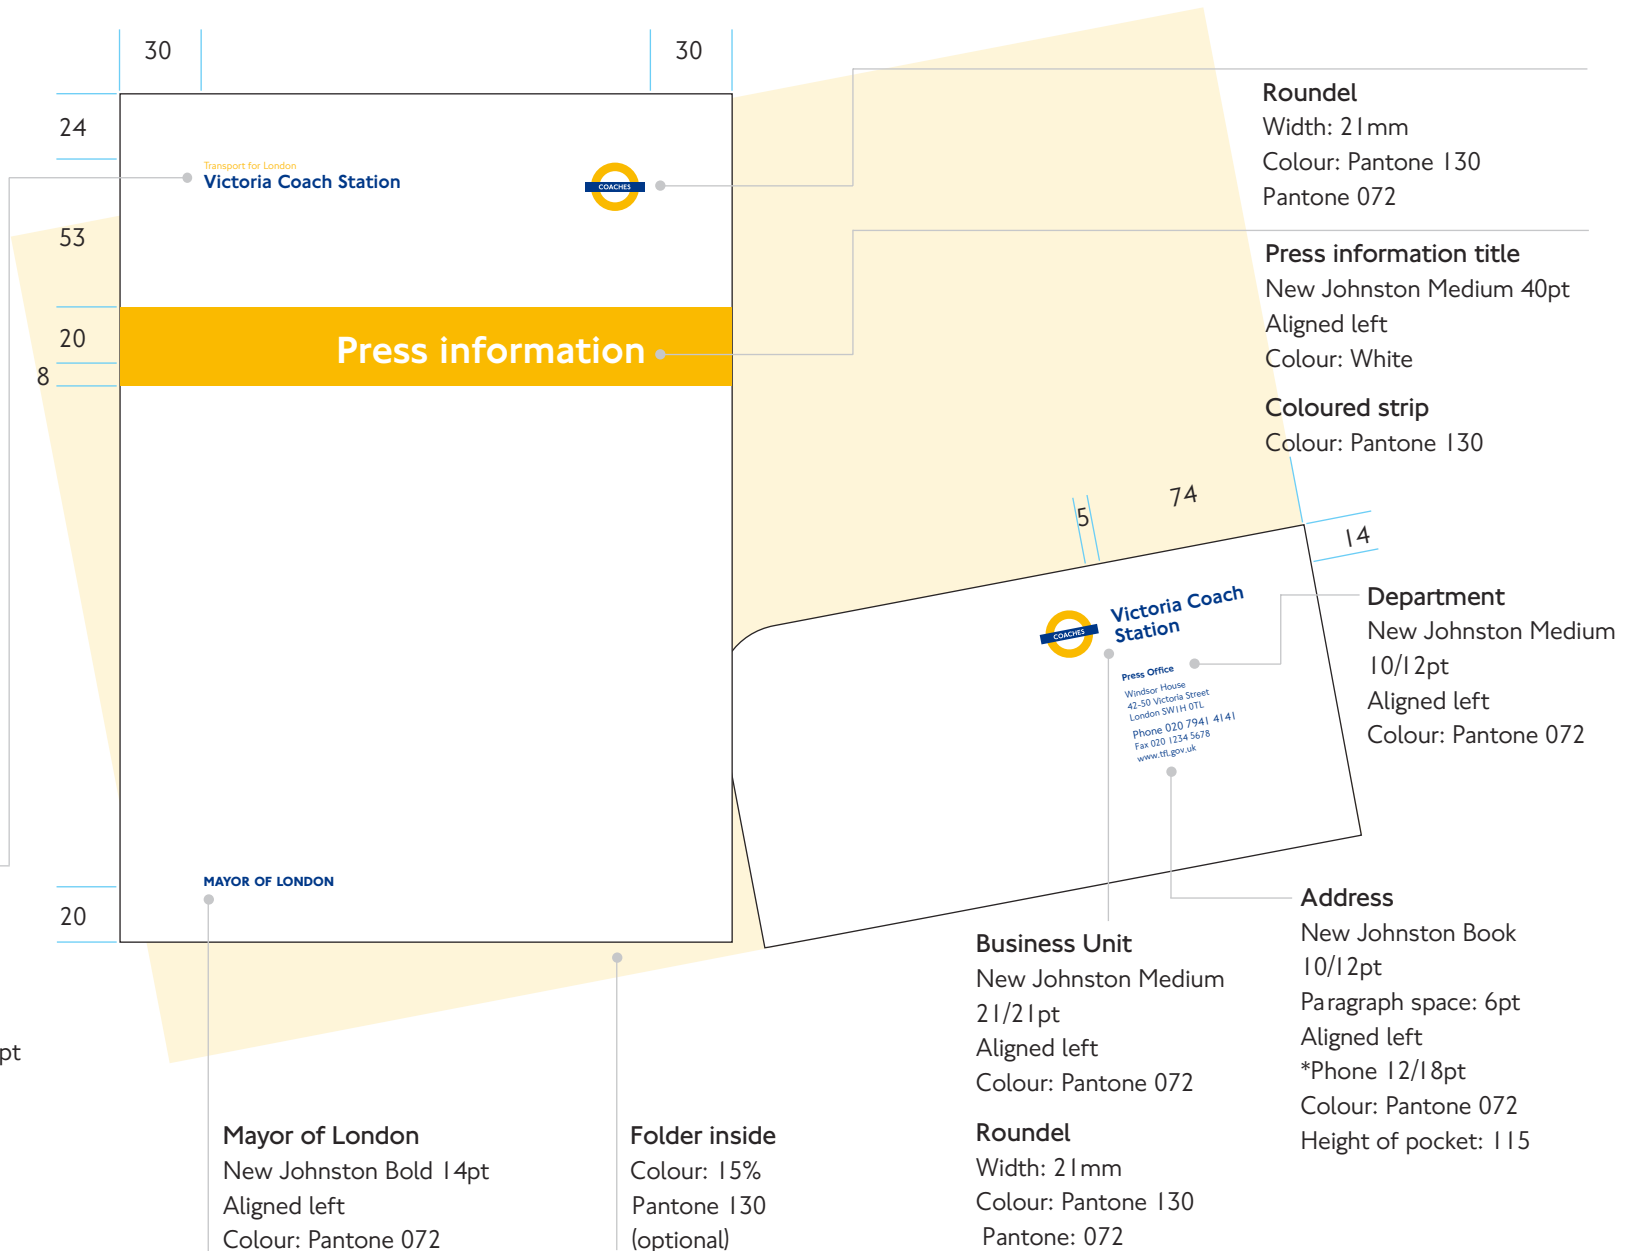 30
30
24
53
20
8
20
Transport for London
Victoria Coach Station
COACHES
Press information
MAYOR OF LONDON
Roundel
Width: 21mm
Colour: Pantone 130
Pantone 072
Press information title
New Johnston Medium 40pt
Aligned left
Colour: White
Coloured strip
Colour: Pantone 130
5
74
14
COACHES
Victoria Coach
Station
Press Office
Windsor House
42-50 Victoria Street
London SW1H 0TL
Phone 020 7941 4141
Fax 020 1234 5678
www.tfl.gov.uk
Department
New Johnston Medium
10/12pt
Aligned left
Colour: Pantone 072
Address
New Johnston Book
10/12pt
Paragraph space: 6pt
Aligned left
*Phone 12/18pt
Colour: Pantone 072
Height of pocket: 115
Business Unit
New Johnston Medium
21/21pt
Aligned left
Colour: Pantone 072
Roundel
Width: 21mm
Colour: Pantone 130
Pantone: 072
pt
Mayor of London
New Johnston Bold 14pt
Aligned left
Colour: Pantone 072
Folder inside
Colour: 15%
Pantone 130
(optional)